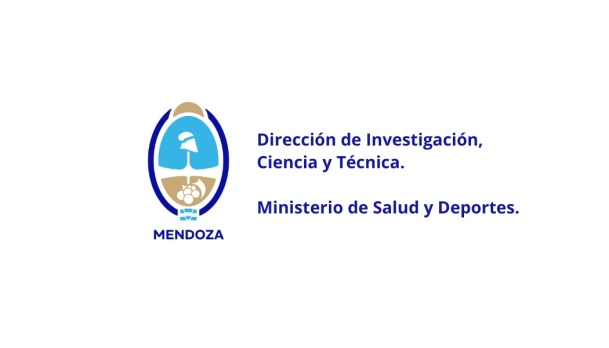 Dirección de Investigación,
Ciencia y Técnica.
Ministerio de Salud y Deportes.
MENDOZA